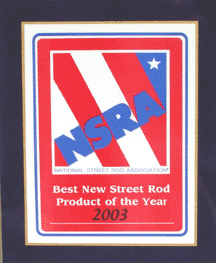 NSRA
NATIONAL STREET ROD ASSOCIATION
Best New Street Rod
Product of the Year
2003